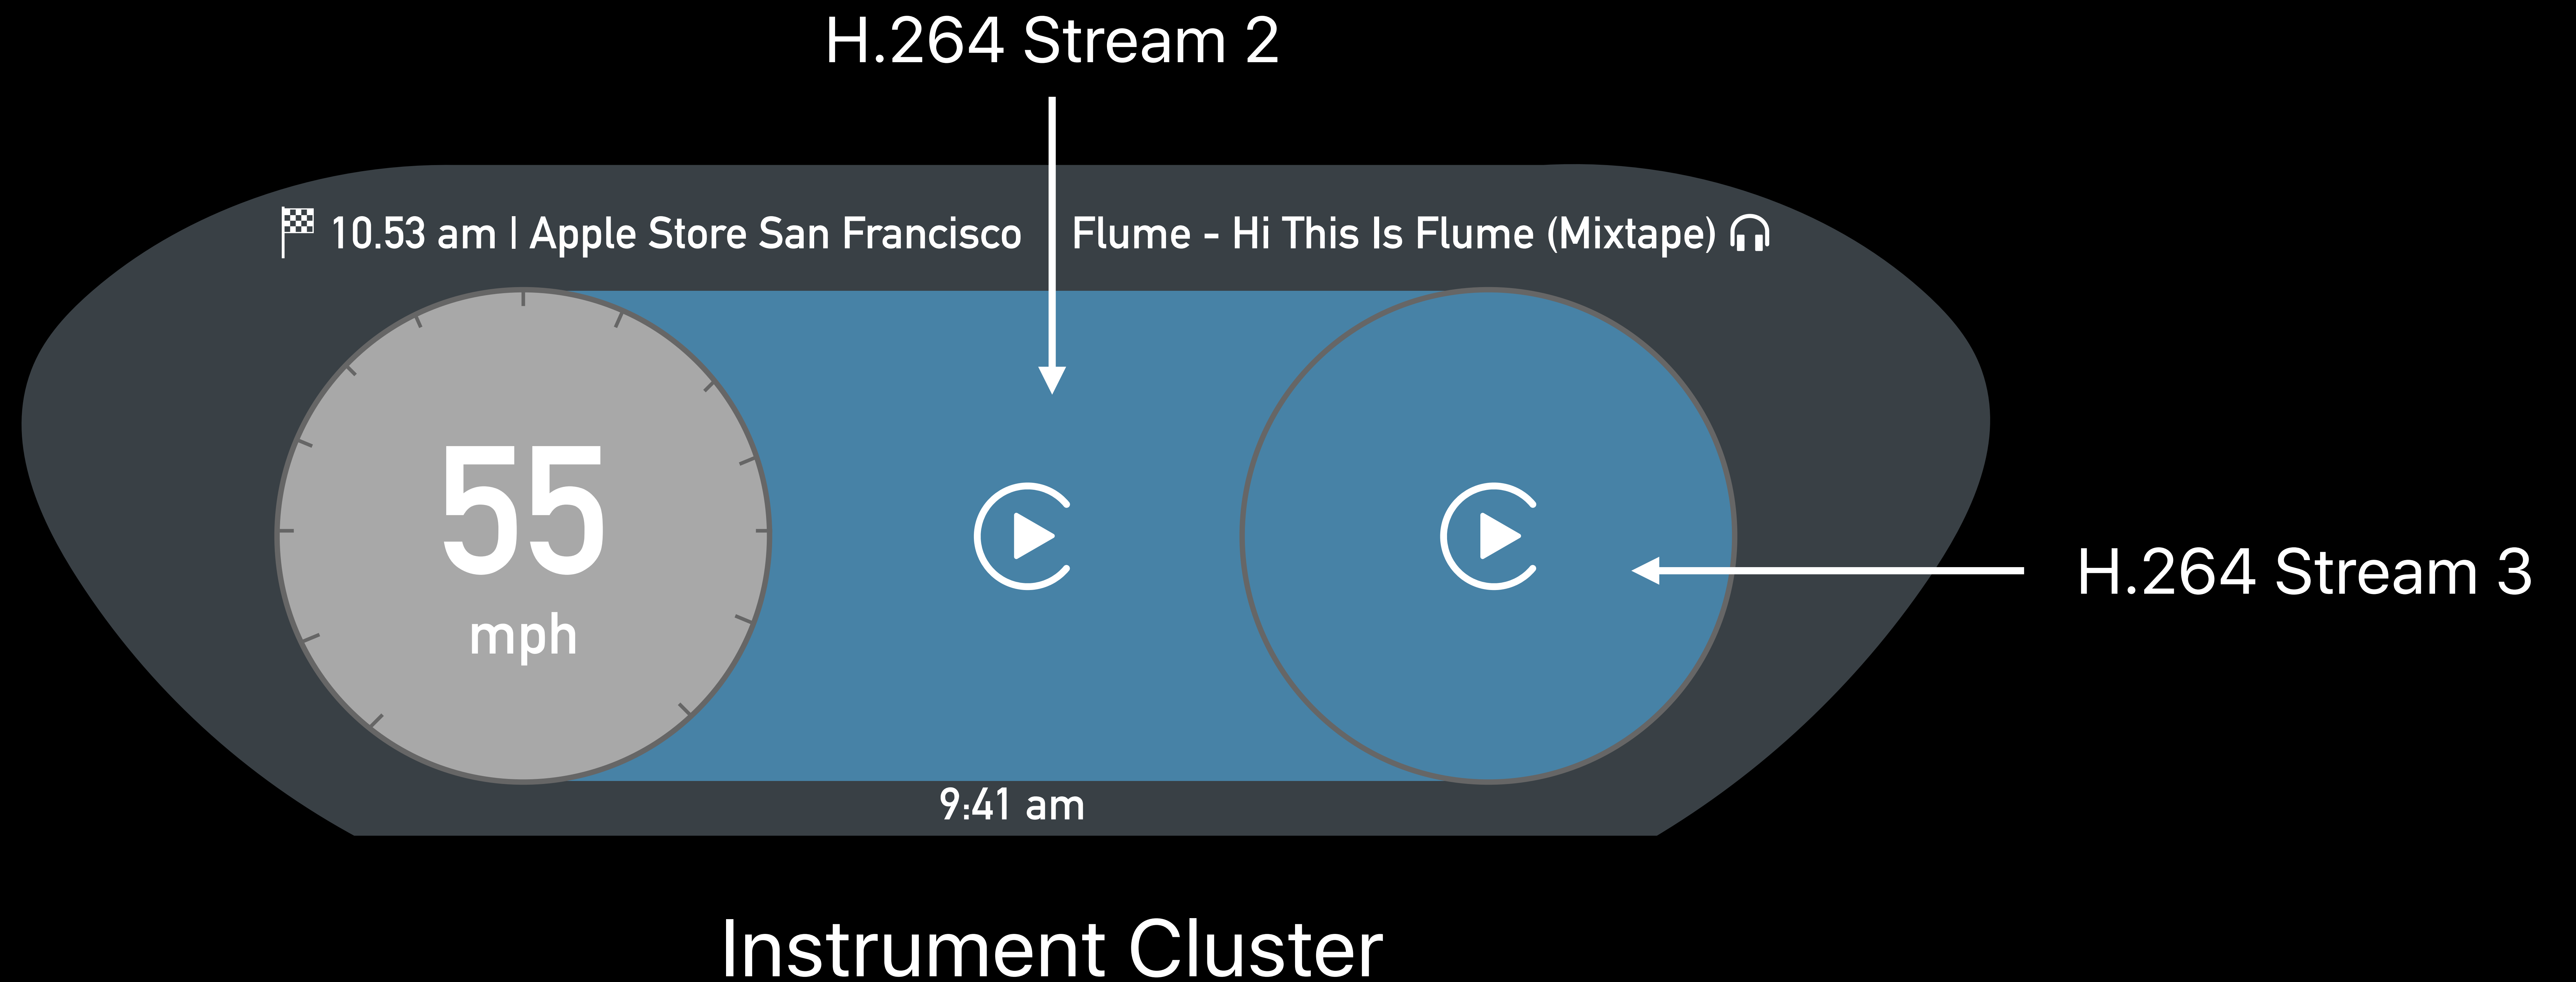 H.264 Stream 2
10.53 am | Apple Store San Francisco
Flume - Hi This Is Flume (Mixtape)
55
mph
H.264 Stream 3
9:41 am
Instrument Cluster